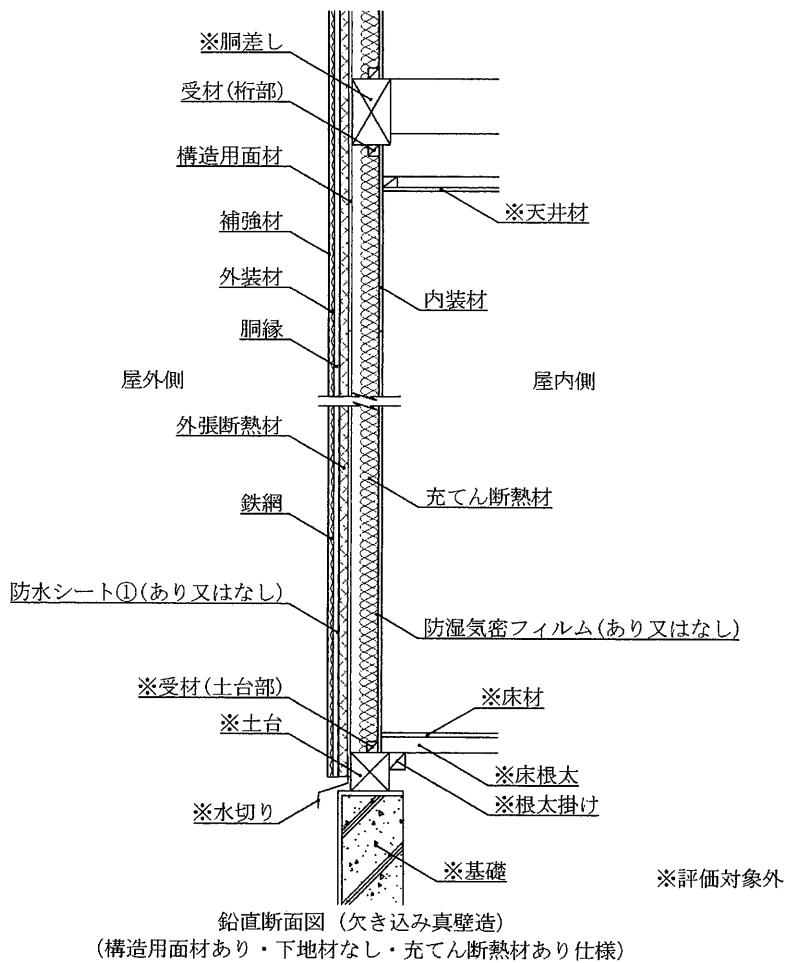 ※胴差し
受材(桁部)
構造用面材
※天井材
補強材
外装材
内装材
胴縁
屋外側
屋内側
外張断熱材
充てん断熱材
鉄網
防水シート①(あり又はなし)
防湿気密フィルム(あり又はなし)
※受材(土台部)
※床材
※土台
※床根太
※水切り
※根太掛け
※基礎
※評価対象外
鉛直断面図（欠き込み真壁造）
（構造用面材あり・下地材なし・充てん断熱材あり仕様）